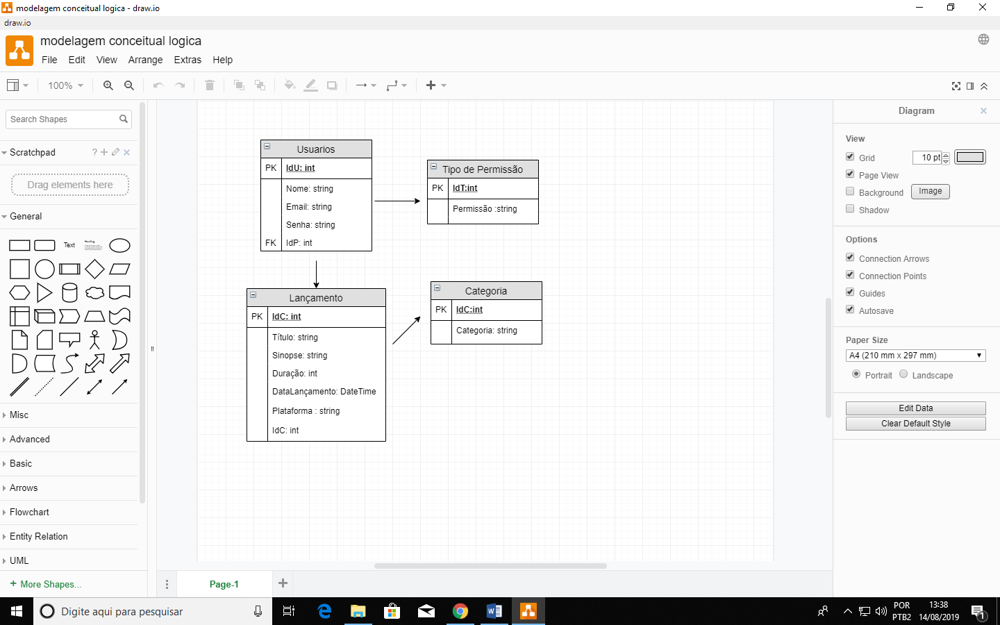 modelagem conceitual logica - draw.io
draw.io
modelagem conceitual logica
File Edit View Arrange Extras Help
100%
Search Shapes
Scratchpad
?
Drag elements here
General
Text
Heading
Misc
Advanced
Basic
Arrows
Flowchart
Entity Relation
UML
+ More Shapes...
Usuarios
PK IdU: int
Nome: string
Email: string
Senha: string
FK IdP: int
Tipo de Permissão
PK IdT:int
Permissão :string
Lançamento
PK IdC: int
Título: string
Sinopse: string
Duração: int
DataLançamento: DateTime
Plataforma : string
IdC: int
Categoria
PK IdC:int
Categoria: string
Page-1
Diagram
View
Grid 10 pt
Page View
Background Image
Shadow
Options
Connection Arrows
Connection Points
Guides
Autosave
Paper Size
A4 (210 mm x 297 mm)
Portrait Landscape
Edit Data
Clear Default Style
Digite aqui para pesquisar
POR
PTB2
13:38
14/08/2019
1